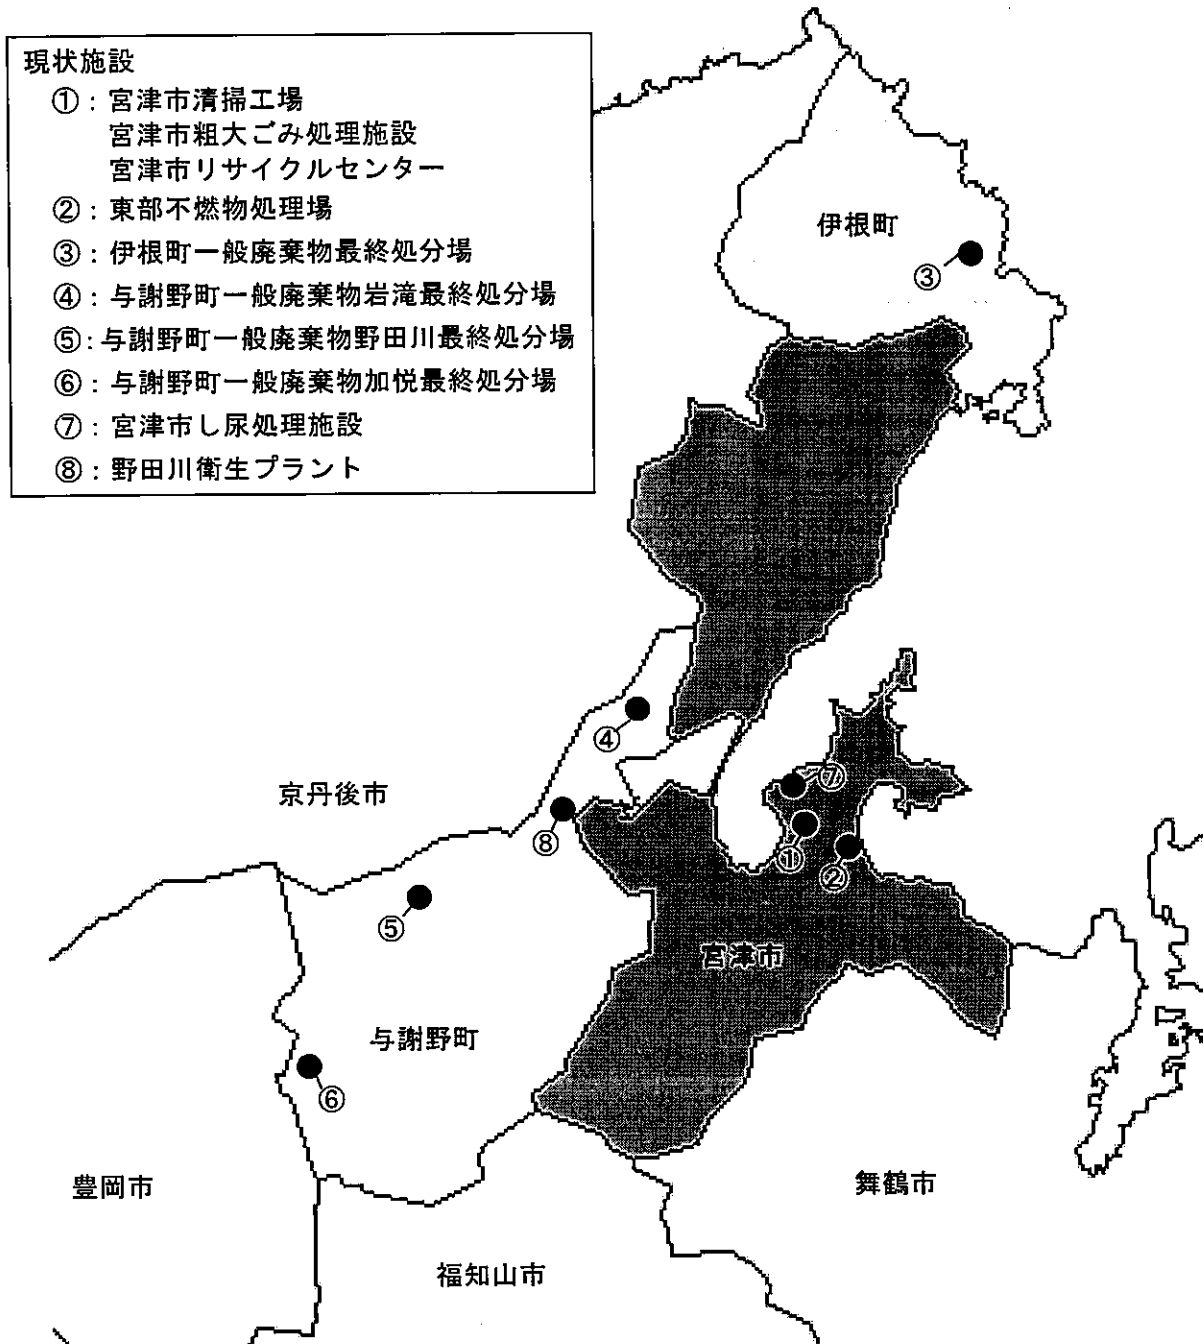 現状施設
①：宮津市清掃工場
宮津市粗大ごみ処理施設
宮津市リサイクルセンター
②：東部不燃物処理場
③：伊根町一般廃棄物最終処分場
④：与謝野町一般廃棄物岩滝最終処分場
⑤：与謝野町一般廃棄物野田川最終処分場
⑥：与謝野町一般廃棄物加悦最終処分場
⑦：宮津市し尿処理施設
⑧：野田川衛生プラント
伊根町
③
④
⑦
京丹後市
⑧
①
②
⑤
宮津市
与謝野町
⑥
豊岡市
舞鶴市
福知山市